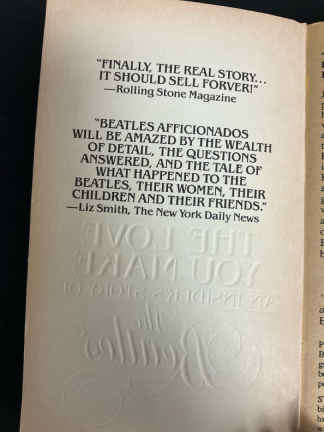 "FINALLY, THE REAL STORY...
IT SHOULD SELL FORVER!"
—Rolling Stone Magazine
"BEATLES AFFICIONADOS
WILL BE AMAZED BY THE WEALTH
OF DETAIL, THE QUESTIONS
ANSWERED, AND THE TALE OF
WHAT HAPPENED TO THE
BEATLES, THEIR WOMEN, THEIR
CHILDREN AND THEIR FRIENDS."
—Liz Smith, The New York Daily News
THE LOVE
YOU MAKE
AN INSIDER'S STORY OF
The
Beatles